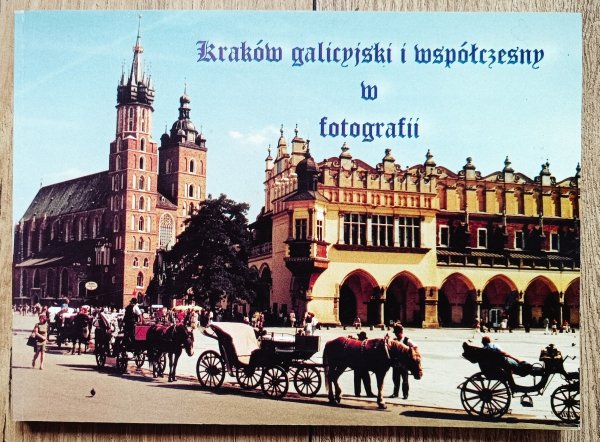 Kraków galicyjski i współczesny
w
fotografii